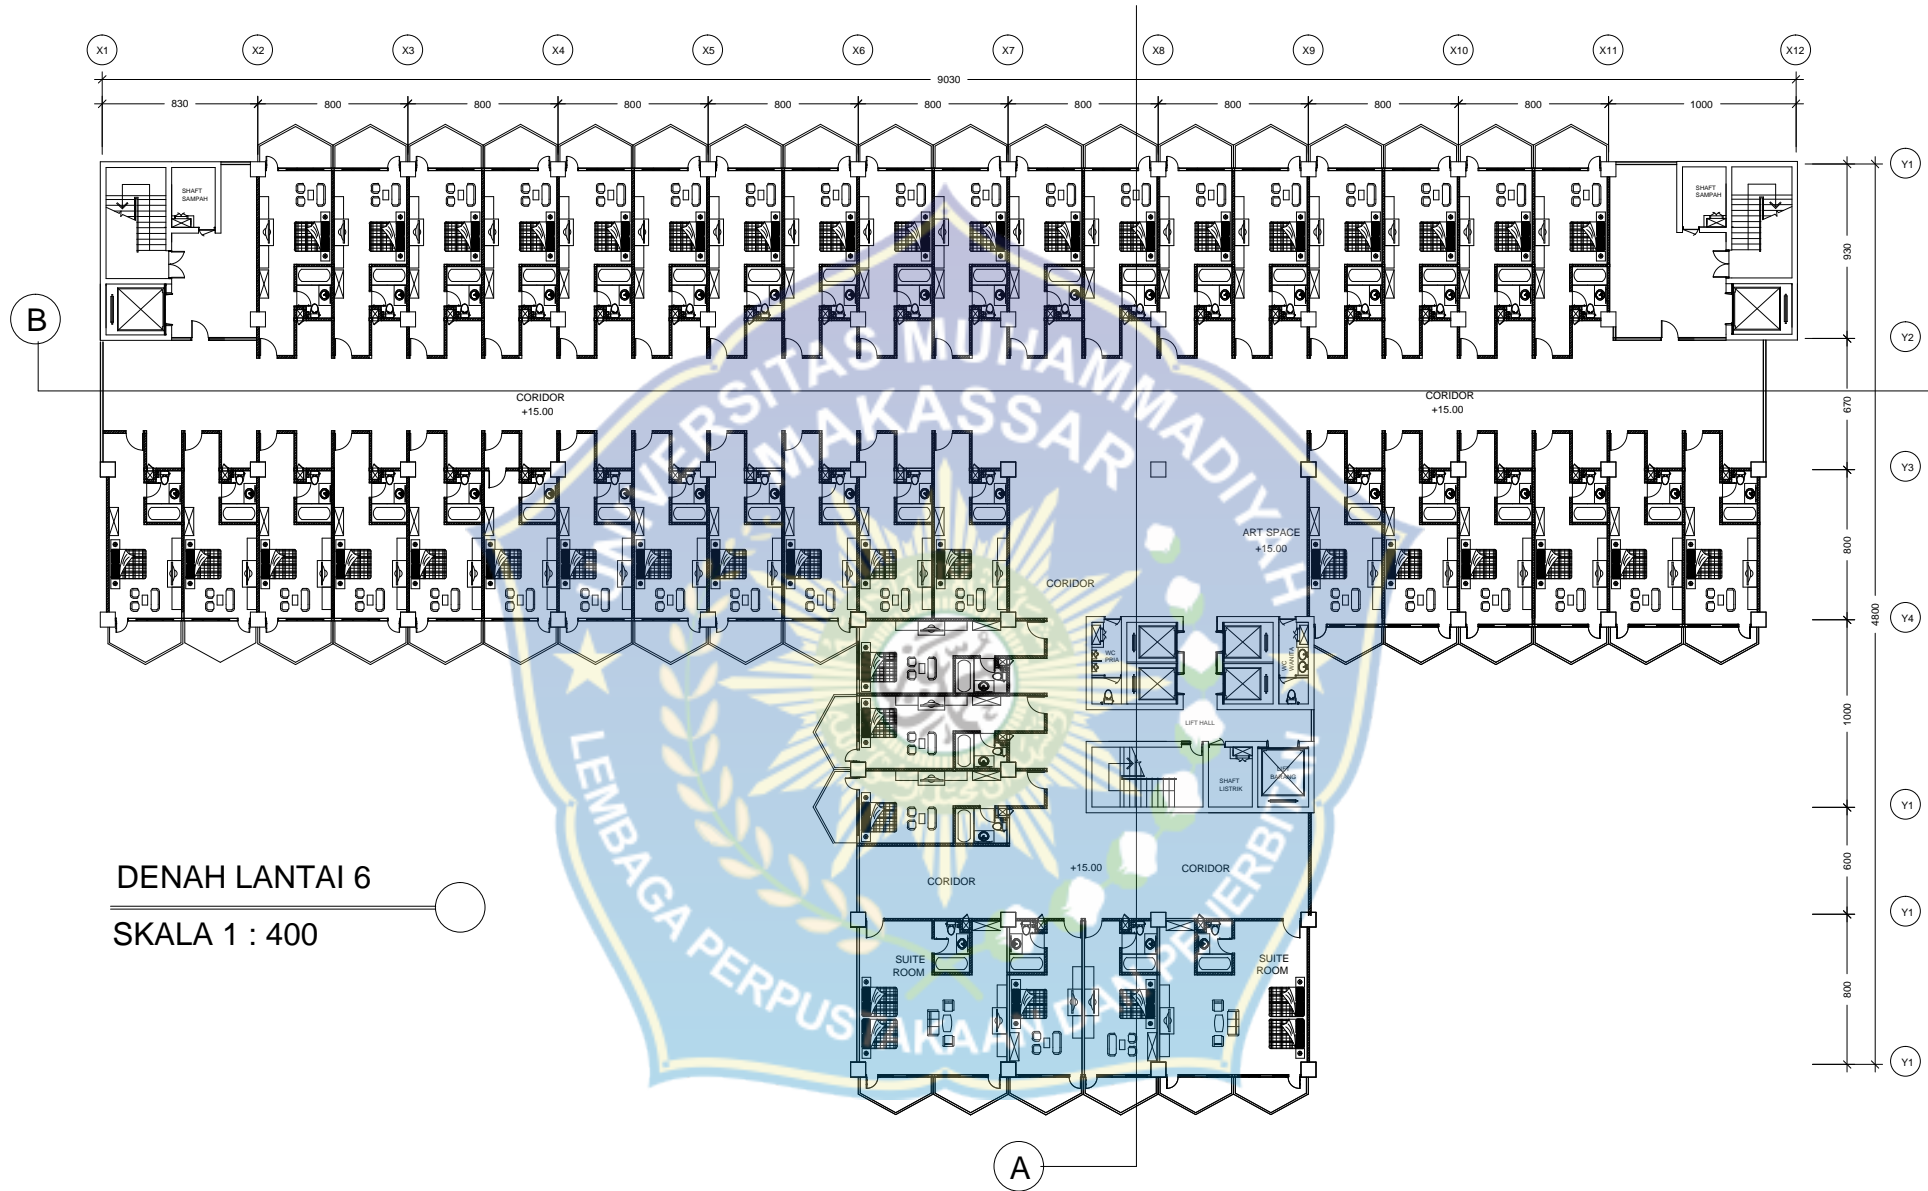 X1 X2 X3 X4 X5 X6 X7 X8 X9 X10 X11 X12
9030
830 800 800 800 800 800 800 800 800 800 1000
Y1
SHAFT
SAMPAH
SHAFT
SAMPAH
930
B
Y2
CORIDOR
+15.00
CORIDOR
+15.00
670
Y3
ART SPACE
+15.00
800
CORIDOR
4800
Y4
WC
PRIA
WC
WANITA
1000
LIFT HALL
SHAFT
LISTRIK
LIFT
BARANG
Y1
600
+15.00
CORIDOR
CORIDOR
Y1
SUITE
ROOM
SUITE
ROOM
800
Y1
DENAH LANTAI 6
SKALA 1 : 400
A
UNIVERSITAS MUHAMMADIYAH
MAKASSAR
LEMBAGA PERPUSTAKAAN DAN PENERBITAN